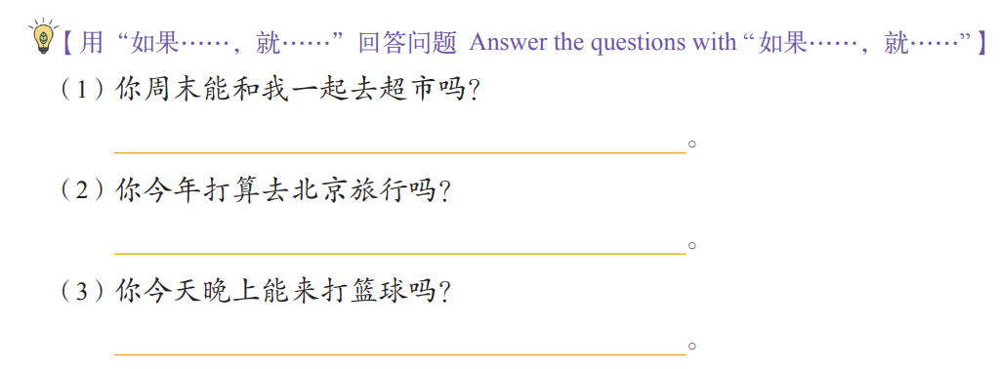 【用“如果……，就……”回答问题 Answer the questions with “如果……，就……”】
（1）你周末能和我一起去超市吗？
。
（2）你今年打算去北京旅行吗？
。
（3）你今天晚上能来打篮球吗？
。